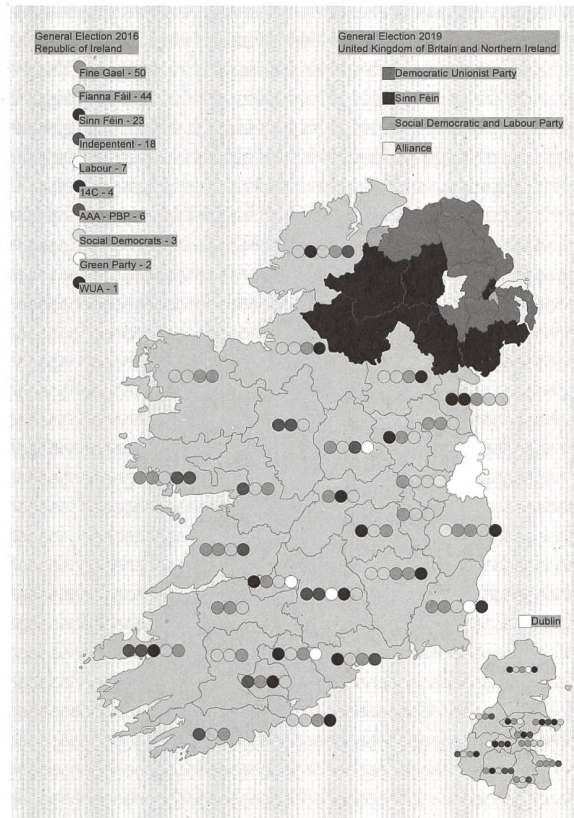 General Election 2016
Republic of Ireland
Fine Gael - 50
Fianna Fáil - 44
Sinn Féin - 23
Indepentent - 18
Labour - 7
14C - 4
AAA - PBP - 6
Social Democrats - 3
Green Party - 2
WUA - 1
General Election 2019
United Kingdom of Britain and Northern Ireland
Democratic Unionist Party
Sinn Féin
Social Democratic and Labour Party
Alliance
Dublin